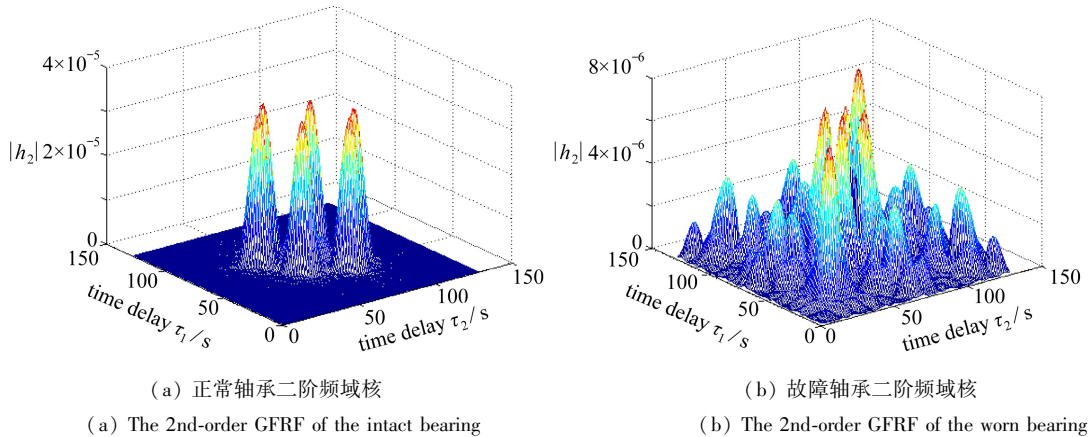 4×10⁻⁵
|h₂| 2×10⁻⁵
0
150
100
50
0
time delay τ₁/s
0
50
100
150
time delay τ₂/s
(a) 正常轴承二阶频域核
(a) The 2nd-order GFRF of the intact bearing
8×10⁻⁶
|h₂| 4×10⁻⁶
0
150
100
50
0
time delay τ₁/s
0
50
100
150
time delay τ₂/s
(b) 故障轴承二阶频域核
(b) The 2nd-order GFRF of the worn bearing